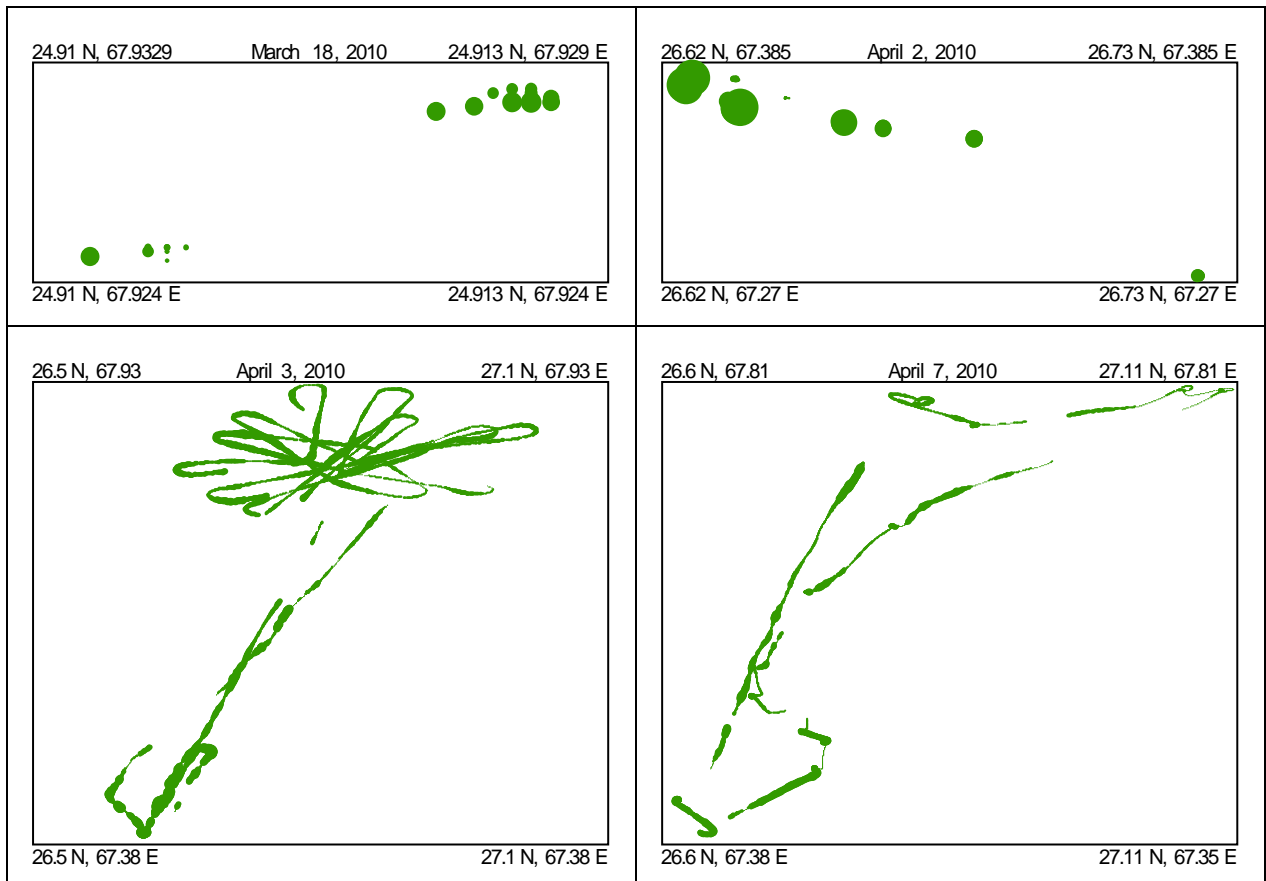 24.91 N, 67.9329 March 18, 2010 24.913 N, 67.929 E
24.91 N, 67.924 E 24.913 N, 67.924 E
26.62 N, 67.385 April 2, 2010 26.73 N, 67.385 E
26.62 N, 67.27 E 26.73 N, 67.27 E
26.5 N, 67.93 April 3, 2010 27.1 N, 67.93 E
26.5 N, 67.38 E 27.1 N, 67.38 E
26.6 N, 67.81 April 7, 2010 27.11 N, 67.81 E
26.6 N, 67.38 E 27.11 N, 67.35 E